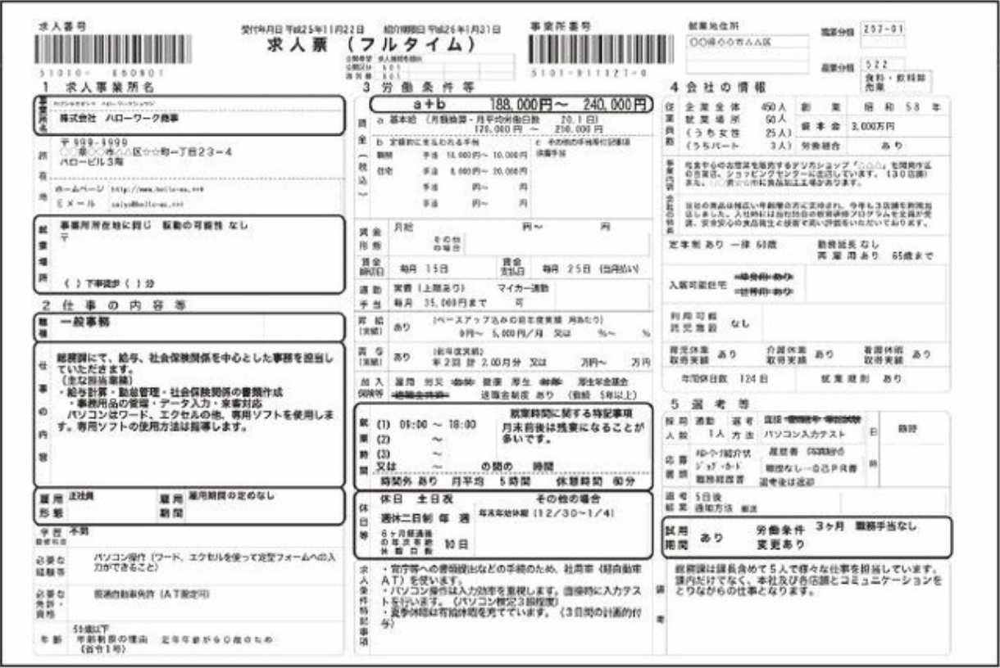 求人番号
受付年月日 平成25年11月22日 紹介期限日 平成26年1月31日
求人票（フルタイム）
事業所番号
就業地住所
〇〇県〇〇市△△区
職業分類
257-01
産業分類
522
食料・飲料卸売業
1 求人事業所名
事業所名
株式会社 ハローワーク商事
所在地
〒999-9999
〇〇県〇〇市△△区☆☆町一丁目23-4
ハロービル3階
ホームページ
Eメール
就業場所
事業所所在地に同じ 転勤の可能性 なし
〒
( ) 下車徒歩 ( ) 分
2 仕事の内容等
職種
一般事務
仕事の内容
総務課にて、給与、社会保険関係を中心とした事務を担当していただきます。
（主な担当業務）
・給与計算・勤怠管理・社会保険関係の書類作成
・事務用品の管理・データ入力・来客対応
パソコンはワード、エクセルの他、専用ソフトを使用します。専用ソフトの使用方法は指導します。
雇用形態
正社員
雇用期間
雇用期間の定めなし
学歴
不問
必要な経験等
パソコン操作（ワード、エクセルを使って定型フォームへの入力ができること）
必要な免許・資格
普通自動車免許（AT限定可）
年齢
59歳以下
年齢制限の理由 定年年齢が60歳のため
（省令1号）
3 労働条件等
a+b 188,000円～ 240,000円
a 基本給 （月額換算・月平均労働日数 20.1日）
170,000円 ～ 210,000円
b 定額的に支払われる手当
c その他の手当等付記事項
職務 手当 10,000円～ 10,000円
住宅 手当 8,000円～ 20,000円
手当 円～ 円
手当 円～ 円
賃金形態
月給
円～ 円
その他の場合
賃金締切日
毎月 15日
賃金支払日
毎月 25日 （当月払い）
通勤手当
実費（上限あり）
毎月 35,000円まで
マイカー通勤
可
昇給（実績）
あり
（ベースアップ込みの前年度実績 月あたり）
0円～ 5,000円/月 又は %～ %
賞与（実績）
あり
（前年度実績）
年2回 計 2.00月分 又は 万円～ 万円
加入保険等
雇用 労災 健康 厚生 厚生年金基金
退職金制度 あり （勤続 5年以上）
就業時間
(1) 09:00 ～ 18:00
(2) ～
(3) ～
又は ～ の間の 時間
就業時間に関する特記事項
月末前後は残業になることが多いです。
時間外 あり 月平均 5時間 休憩時間 60分
休日等
休日 土日祝
その他の場合
週休二日制 毎 週
年末年始休暇（12/30～1/4）
6ヶ月経過後の年次有給休暇日数
10日
求人条件特記事項
・官庁等への書類提出などの手続のため、社用車（軽自動車AT）を使います。
・パソコン操作は入力効率を重視します。面接時に入力テストを行います。（パソコン検定3級程度）
・夏季休暇は有給休暇を充てています。（3日間の計画的付与）
4 会社の情報
従業員数
企業全体 450人
就業場所 50人
（うち女性 25人）
（うちパート 3人）
創業 昭和58年
資本金 3,000万円
労働組合 あり
事業内容
会社の特長
定年制 あり 一律 60歳
勤務延長 なし
再雇用 あり 65歳まで
入居可能住宅
単身用 あり
世帯用 あり
利用可能託児施設
なし
育児休業取得実績 あり
介護休業取得実績 あり
看護休暇取得実績 あり
年間休日数 124日
就業規則 あり
5 選考等
採用人数
通勤
1人
選考方法
パソコン入力テスト
日時
随時
応募書類
ハローワーク紹介状
ジョブ・カード
職務経歴書
履歴書（写真貼付）
職歴なし－自己PR書
選考後は返却
選考結果
5日後
通知方法 郵送
試用期間
あり
労働条件変更あり
3ヶ月 職務手当なし
備考
総務課は課長含めて5人で様々な仕事を担当しています。
課内だけでなく、本社及び各店舗とコミュニケーションをとりながらの仕事となります。